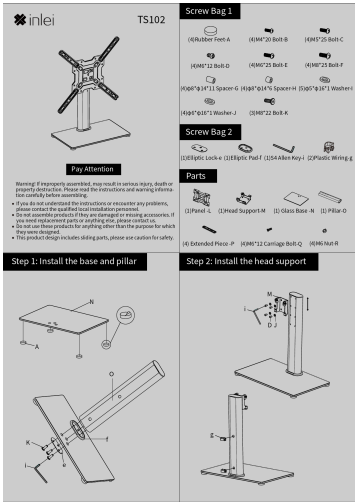 inlei
TS102
Pay Attention
Warning! If improperly assembled, may result in serious injury, death or
property destruction. Please read the instructions and warning informa-
tion carefully before assembling.
• If you do not understand the instructions or encounter any problems,
please contact the qualified local installation personnel.
• Do not assemble products if they are damaged or missing accessories. If
you need replacement parts or anything else, please contact us.
• Do not use these products for anything other than the purpose for which
they were designed.
• This product design includes sliding parts, please use caution for safety.
Screw Bag 1
(4)Rubber Feet-A
(4)M4*20 Bolt-B
(4)M5*25 Bolt-C
(4)M6*12 Bolt-D
(4)M6*25 Bolt-E
(4)M8*25 Bolt-F
(4)φ8*φ14*11 Spacer-G
(4)φ8*φ14*6 Spacer-H
(5)φ5*φ16*1 Washer-I
(4)φ6*φ16*1 Washer-J
(3)M8*22 Bolt-K
Screw Bag 2
(1)Elliptic Lock-e
(1)Elliptic Pad-f
(1)S4 Allen Key-i
(2)Plastic Wiring-g
Parts
(1)Panel -L
(1)Head Support-M
(1) Glass Base -N
(1) Pillar-O
(4) Extended Piece -P
(4)M6*12 Carriage Bolt-Q
(4)M6 Nut-R
Step 1: Install the base and pillar
N
A
O
K
f
i
e
Step 2: Install the head support
M
i
D
J
g